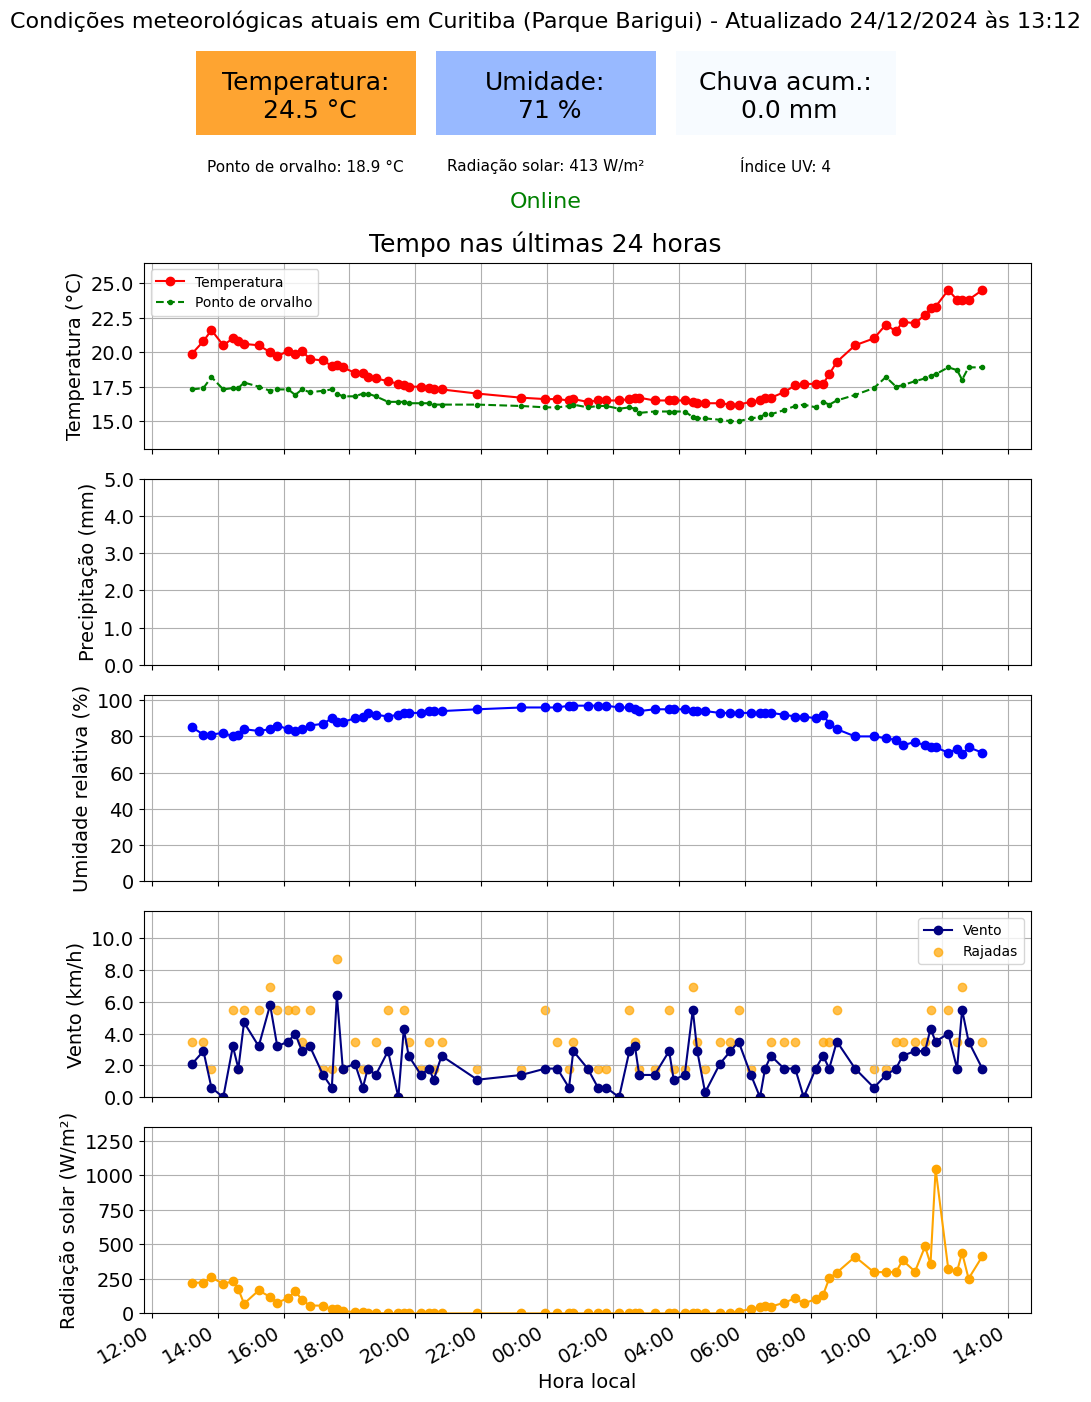 Condições meteorológicas atuais em Curitiba (Parque Barigui) - Atualizado 24/12/2024 às 13:12
Temperatura:
24.5 °C
Umidade:
71 %
Chuva acum.:
0.0 mm
Ponto de orvalho: 18.9 °C
Radiação solar: 413 W/m²
Índice UV: 4
Online
Tempo nas últimas 24 horas
Temperatura (°C)
25.0
22.5
20.0
17.5
15.0
Temperatura
Ponto de orvalho
Precipitação (mm)
5.0
4.0
3.0
2.0
1.0
0.0
Umidade relativa (%)
100
80
60
40
20
0
Vento (km/h)
10.0
8.0
6.0
4.0
2.0
0.0
Vento
Rajadas
Radiação solar (W/m²)
1250
1000
750
500
250
0
12:00
14:00
16:00
18:00
20:00
22:00
00:00
02:00
04:00
06:00
08:00
10:00
12:00
14:00
Hora local